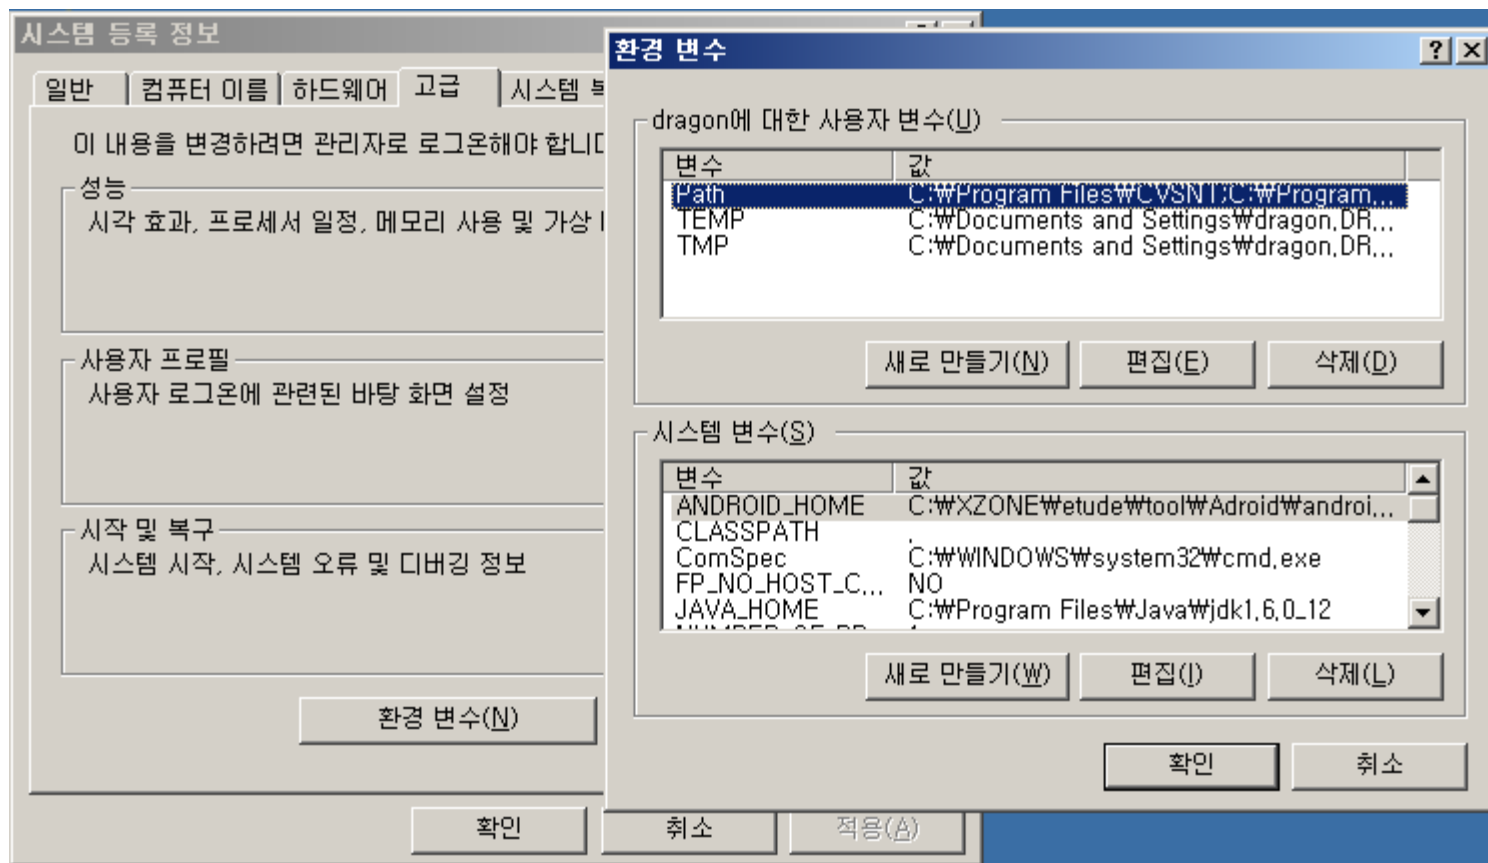 시스템 등록 정보
일반
컴퓨터 이름
하드웨어
고급
시스템
이 내용을 변경하려면 관리자로 로그온해야
성능
시각 효과, 프로세서 일정, 메모리 사용 및 가상
사용자 프로필
사용자 로그온에 관련된 바탕 화면 설정
시작 및 복구
시스템 시작, 시스템 오류 및 디버깅 정보
환경 변수(N)
확인
취소
적용(A)
환경 변수
dragon에 대한 사용자 변수(U)
변수 값
Path C:₩Program Files₩CVSNT;C:₩Program...
TEMP C:₩Documents and Settings₩dragon.DR...
TMP C:₩Documents and Settings₩dragon.DR...
새로 만들기(N)
편집(E)
삭제(D)
시스템 변수(S)
변수 값
ANDROID_HOME C:₩XZONE₩etude₩tool₩Adroid₩androi...
CLASSPATH .
ComSpec C:₩WINDOWS₩system32₩cmd.exe
FP_NO_HOST_C... NO
JAVA_HOME C:₩Program Files₩Java₩jdk1.6.0_12
새로 만들기(W)
편집(I)
삭제(L)
확인
취소